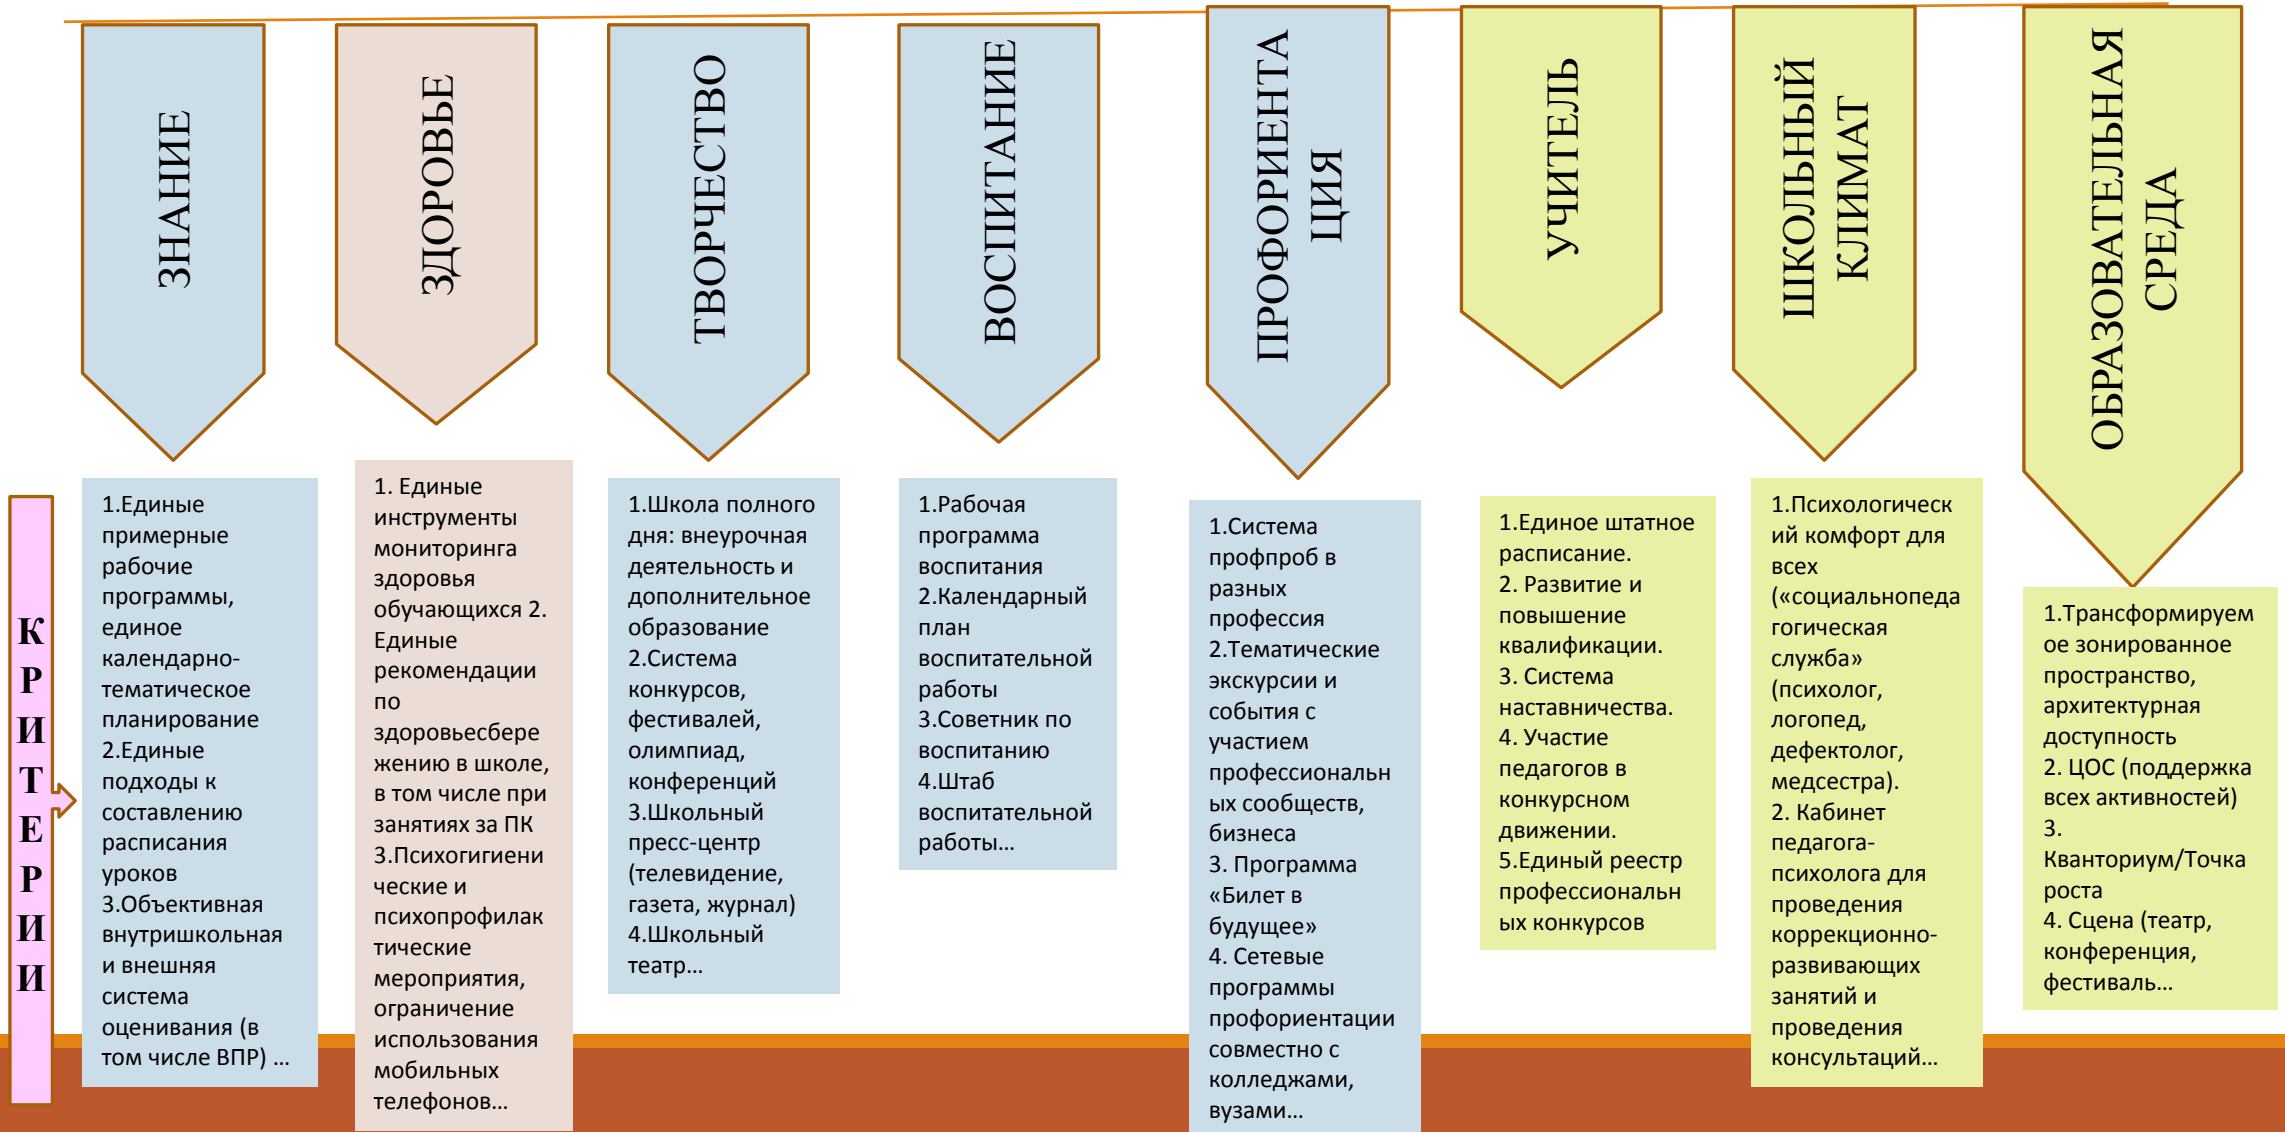 ЗНАНИЕ
ЗДОРОВЬЕ
ТВОРЧЕСТВО
ВОСПИТАНИЕ
ПРОФОРИЕНТА
ЦИЯ
УЧИТЕЛЬ
ШКОЛЬНЫЙ
КЛИМАТ
ОБРАЗОВАТЕЛЬНАЯ
СРЕДА
К
Р
И
Т
Е
Р
И
И
1.Единые
примерные
рабочие
программы,
единое
календарно-
тематическое
планирование
2.Единые
подходы к
составлению
расписания
уроков
3.Объективная
внутришкольная
и внешняя
система
оценивания (в
том числе ВПР) ...
1. Единые
инструменты
мониторинга
здоровья
обучающихся 2.
Единые
рекомендации
по
здоровьесбере
жению в школе,
в том числе при
занятиях за ПК
3.Психогигиени
ческие и
психопрофилак
тические
мероприятия,
ограничение
использования
мобильных
телефонов...
1.Школа полного
дня: внеурочная
деятельность и
дополнительное
образование
2.Система
конкурсов,
фестивалей,
олимпиад,
конференций
3.Школьный
пресс-центр
(телевидение,
газета, журнал)
4.Школьный
театр...
1.Рабочая
программа
воспитания
2.Календарный
план
воспитательной
работы
3.Советник по
воспитанию
4.Штаб
воспитательной
работы...
1.Система
профпроб в
разных
профессия
2.Тематические
экскурсии и
события с
участием
профессиональн
ых сообществ,
бизнеса
3. Программа
«Билет в
будущее»
4. Сетевые
программы
профориентации
совместно с
колледжами,
вузами...
1.Единое штатное
расписание.
2. Развитие и
повышение
квалификации.
3. Система
наставничества.
4. Участие
педагогов в
конкурсном
движении.
5.Единый реестр
профессиональн
ых конкурсов
1.Психологическ
ий комфорт для
всех
(«социальнопеда
гогическая
служба»
(психолог,
логопед,
дефектолог,
медсестра).
2. Кабинет
педагога-
психолога для
проведения
коррекционно-
развивающих
занятий и
проведения
консультаций...
1.Трансформируем
ое зонированное
пространство,
архитектурная
доступность
2. ЦОС (поддержка
всех активностей)
3.
Кванториум/Точка
роста
4. Сцена (театр,
конференция,
фестиваль...